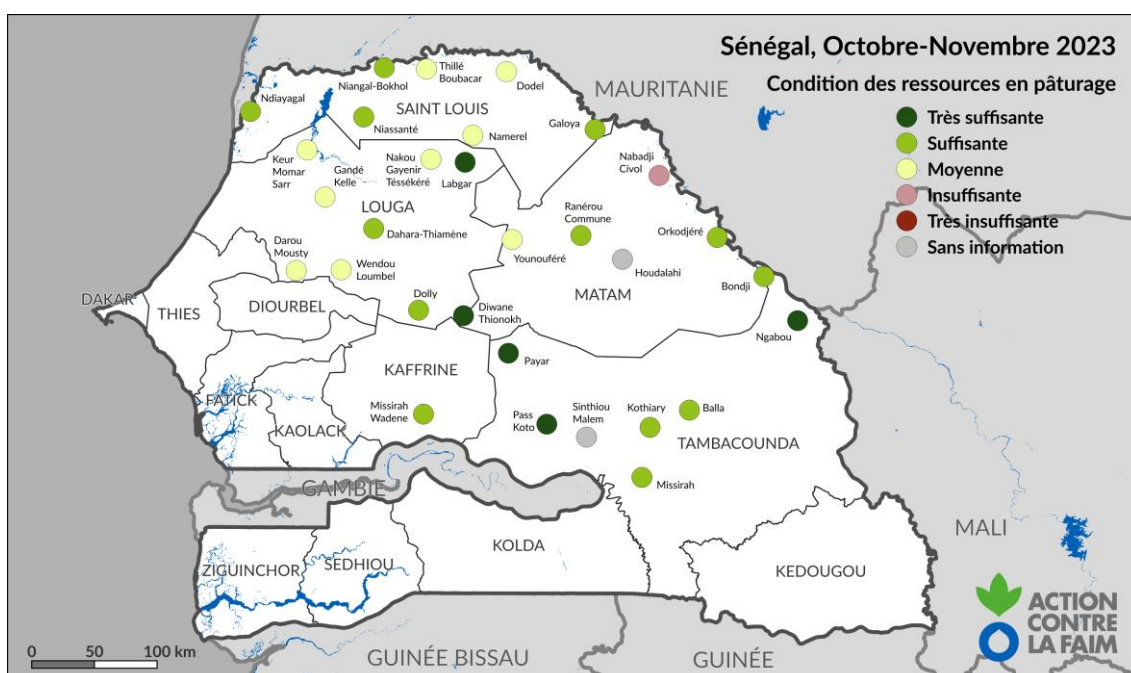 Sénégal, Octobre-Novembre 2023
Condition des ressources en pâturage
Très suffisante
Suffisante
Moyenne
Insuffisante
Très insuffisante
Sans information
MAURITANIE
Thillé
Boubacar
Niangal-Bokhol
Dodel
Ndiayagal
SAINT LOUIS
Niassanté
Namerel
Galoya
Keur
Momar
Sarr
Gandé
Kelle
Nakou
Gayenir
Tèssékéré
Labgar
Nabadji
Civol
LOUGA
Ranérou
Commune
Dahara-Thiamène
Orkodjéré
Younouféré
Darou
Mousty
Wendou
Loumbel
Houdalahi
Bondji
MATAM
DAKAR
THIES
DIOURBEL
Dolly
Diwane
Thionokh
Ngabou
Payar
KAFFRINE
FATICK
Missirah
Wadene
KAOLACK
Pass
Koto
Sinthiou
Malem
Kothiary
Balla
TAMBACOUNDA
Missirah
GAMBIE
MALI
ZIGUINCHOR
SEDHIOU
KOLDA
KEDOUGOU
ACTION
CONTRE
LA FAIM
0 50 100 km
GUINÉE BISSAU
GUINÉE